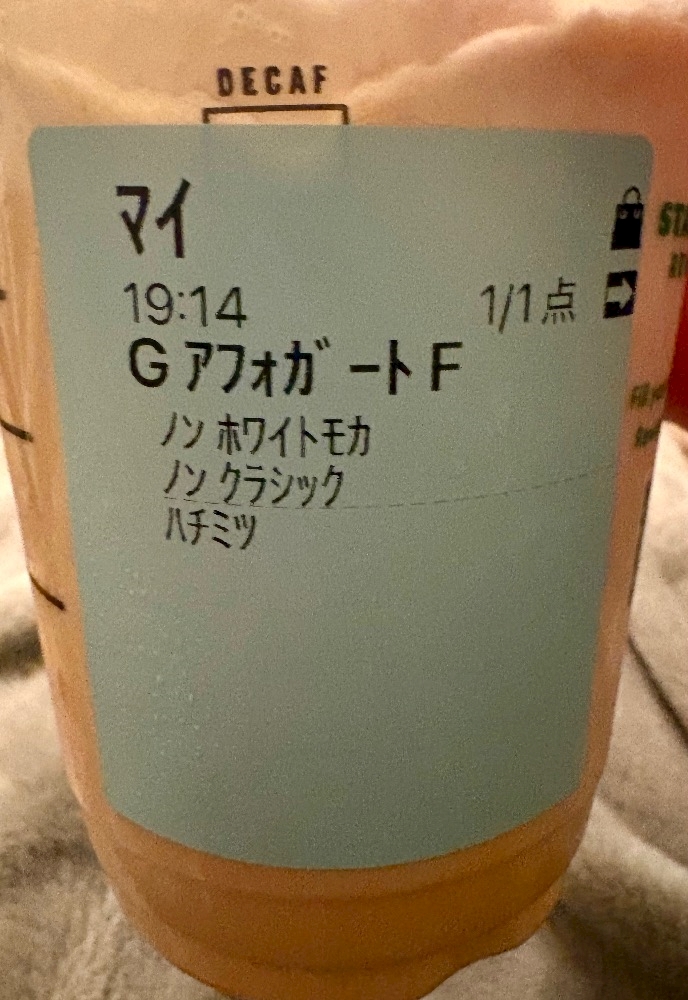 DECAF
マイ
19:14 1/1点
G アフォガート F
ノン ホワイトモカ
ノン クラシック
ハチミツ